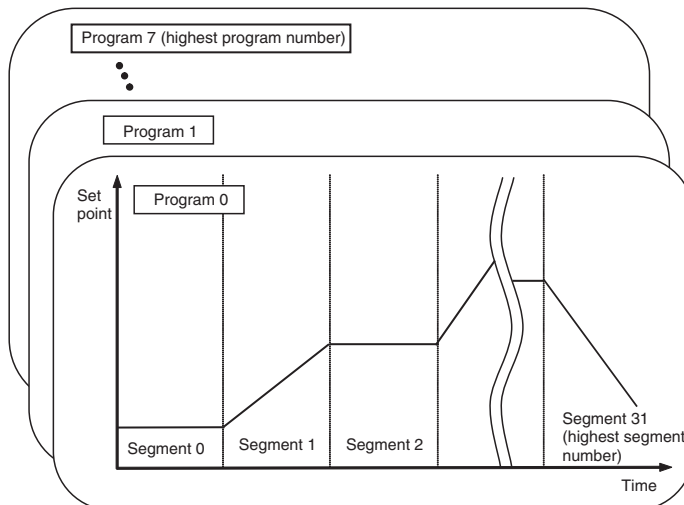 Program 7 (highest program number)
Program 1
Program 0
Set
point
Segment 0
Segment 1
Segment 2
Segment 31
(highest segment
number)
Time